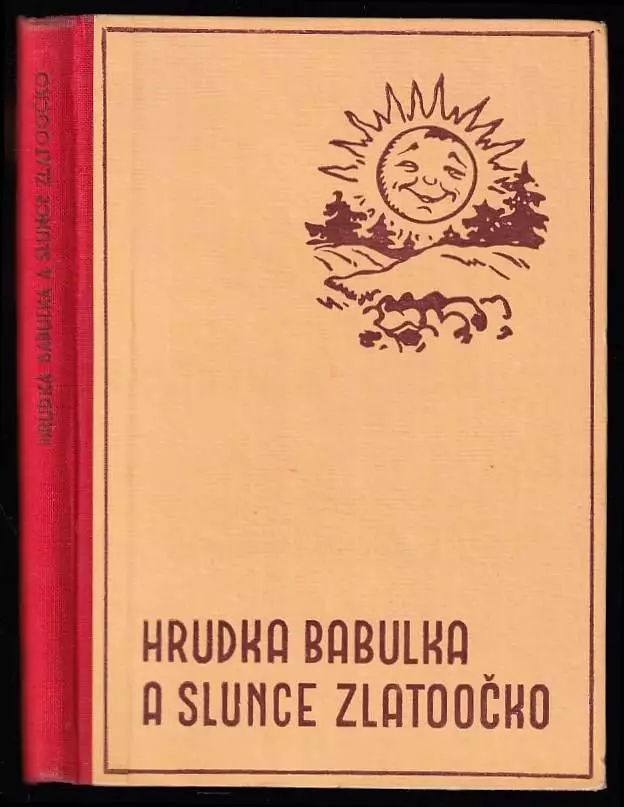 HRUDKA BABULKA A SLUNCE ZLATOOČKO
HRUDKA BABULKA
A SLUNCE ZLATOOČKO